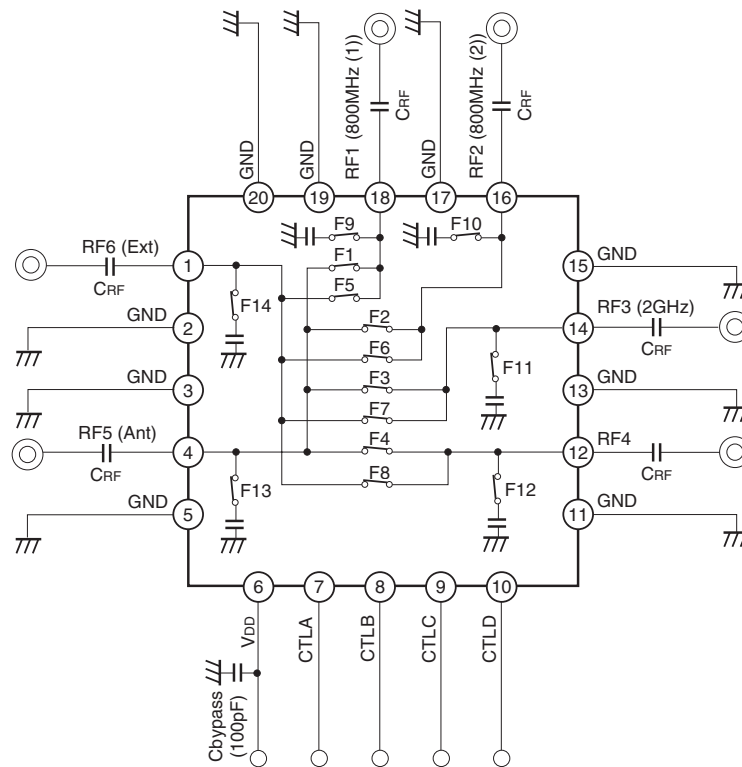 GND
GND
RF1 (800MHz (1))
CRF
GND
RF2 (800MHz (2))
CRF
20
19
18
17
16
F9
F10
F1
F5
F14
F2
F6
F3
F7
F11
F4
F8
F13
F12
RF6 (Ext)
CRF
1
GND
2
GND
3
RF5 (Ant)
CRF
4
GND
5
15
GND
14
RF3 (2GHz)
CRF
13
GND
12
RF4
CRF
11
GND
6
7
8
9
10
VDD
CTLA
CTLB
CTLC
CTLD
Cbypass
(100pF)